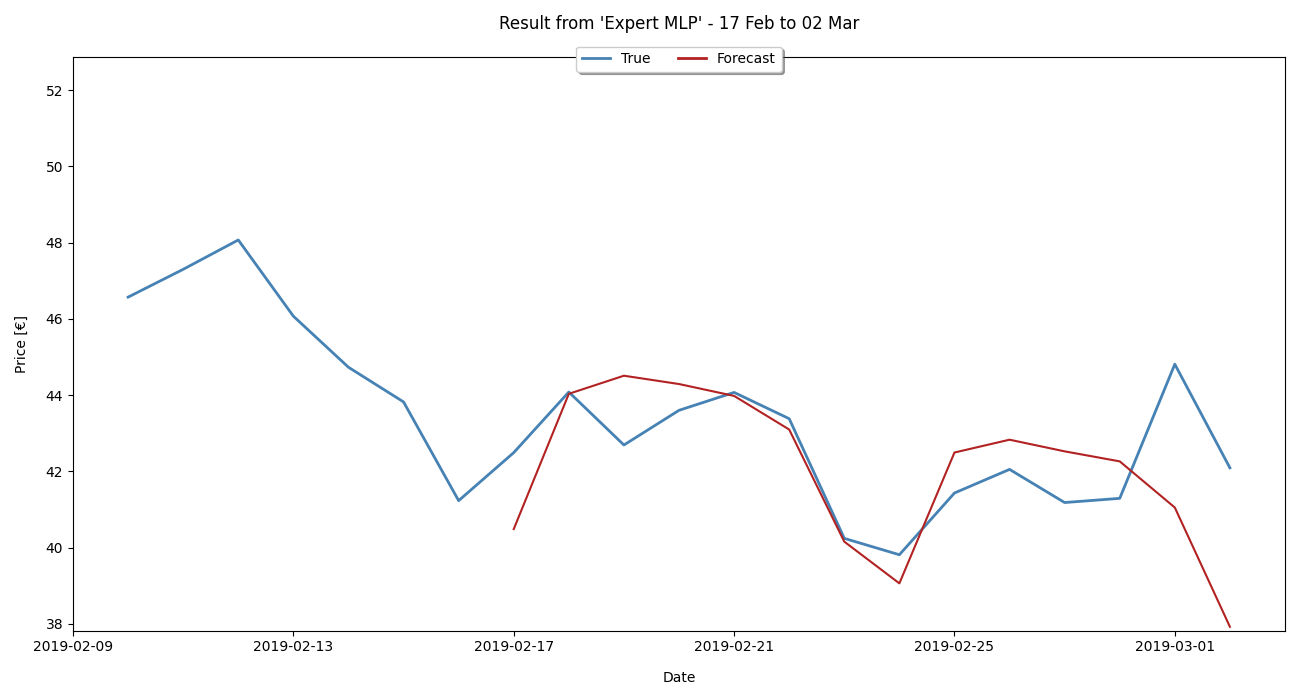 Result from 'Expert MLP' - 17 Feb to 02 Mar
True Forecast
52
50
48
46
44
42
40
38
Price [€]
2019-02-09 2019-02-13 2019-02-17 2019-02-21 2019-02-25 2019-03-01
Date